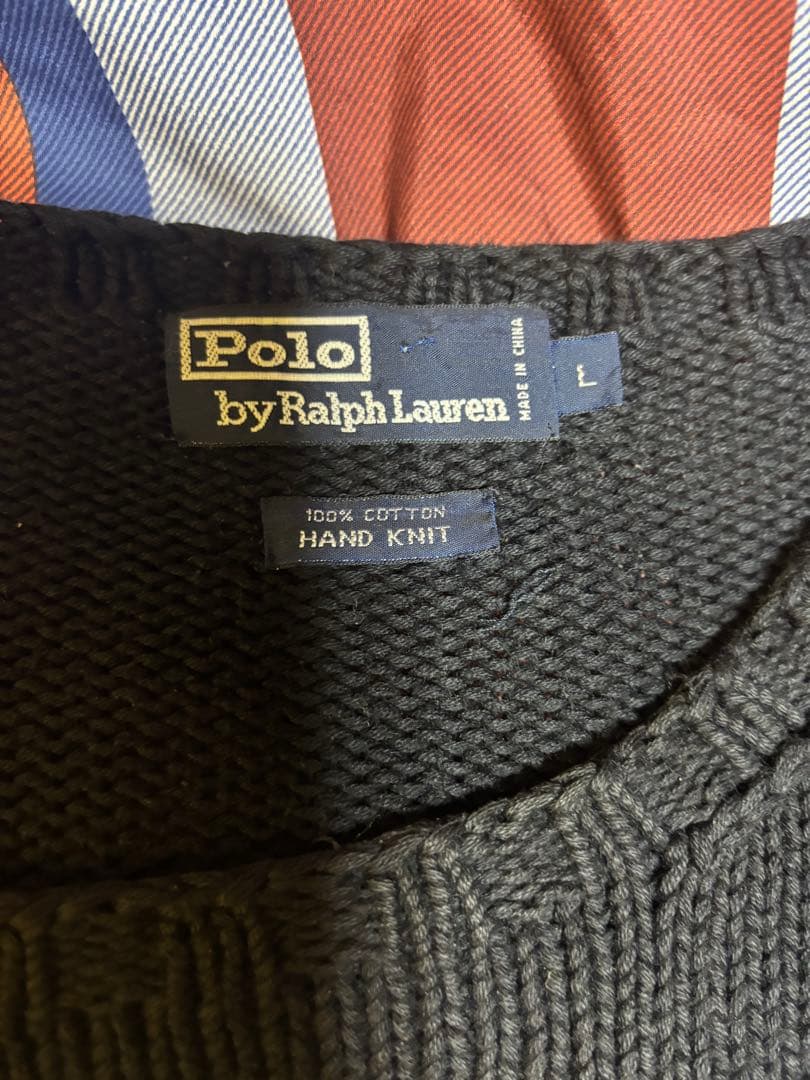 Polo
by Ralph Lauren
MADE IN CHINA
L
100% COTTON
HAND KNIT